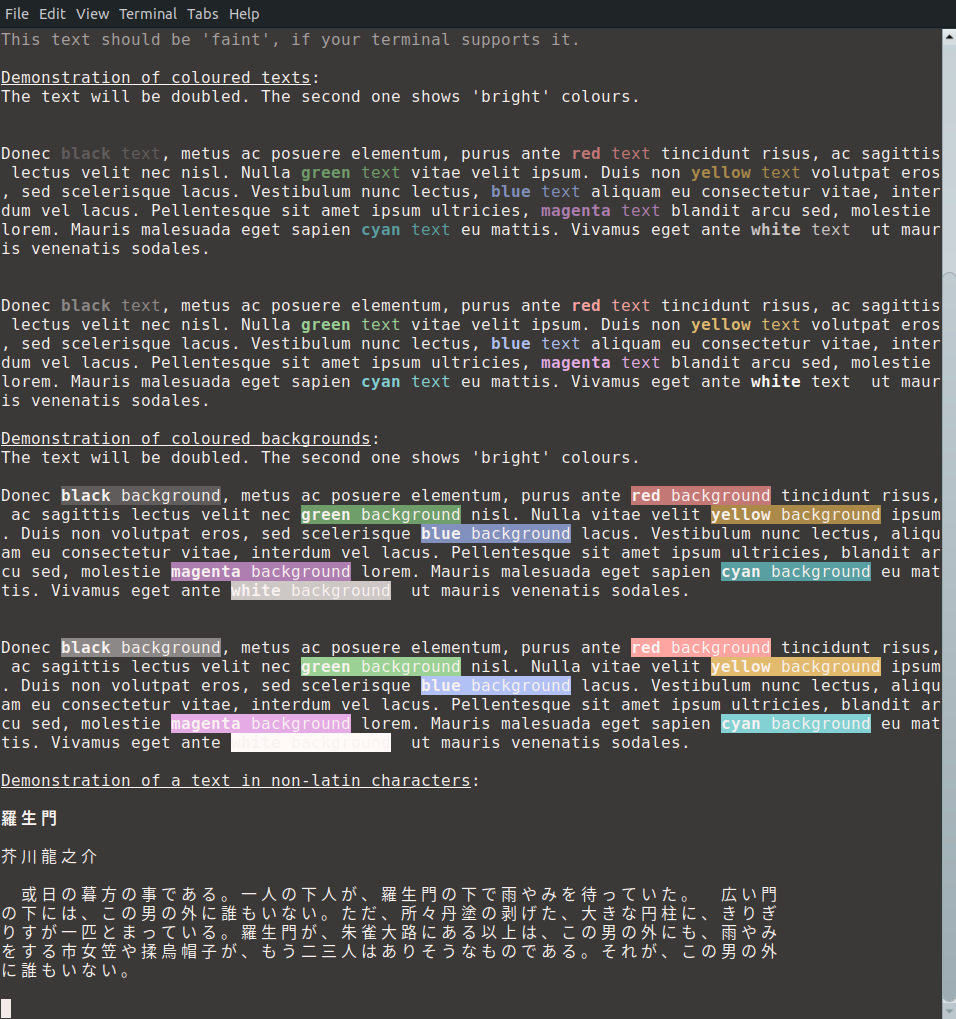 File Edit View Terminal Tabs Help
This text should be 'faint', if your terminal supports it.
Demonstration of coloured texts:
The text will be doubled. The second one shows 'bright' colours.
Donec black text, metus ac posuere elementum, purus ante red text tincidunt risus, ac sagittis
lectus velit nec nisl. Nulla green text vitae velit ipsum. Duis non yellow text volutpat eros
, sed scelerisque lacus. Vestibulum nunc lectus, blue text aliquam eu consectetur vitae, inter
dum vel lacus. Pellentesque sit amet ipsum ultricies, magenta text blandit arcu sed, molestie
lorem. Mauris malesuada eget sapien cyan text eu mattis. Vivamus eget ante white text  ut maur
is venenatis sodales.
Donec black text, metus ac posuere elementum, purus ante red text tincidunt risus, ac sagittis
lectus velit nec nisl. Nulla green text vitae velit ipsum. Duis non yellow text volutpat eros
, sed scelerisque lacus. Vestibulum nunc lectus, blue text aliquam eu consectetur vitae, inter
dum vel lacus. Pellentesque sit amet ipsum ultricies, magenta text blandit arcu sed, molestie
lorem. Mauris malesuada eget sapien cyan text eu mattis. Vivamus eget ante white text  ut maur
is venenatis sodales.
Demonstration of coloured backgrounds:
The text will be doubled. The second one shows 'bright' colours.
Donec black background, metus ac posuere elementum, purus ante red background tincidunt risus,
ac sagittis lectus velit nec green background nisl. Nulla vitae velit yellow background ipsum
. Duis non volutpat eros, sed scelerisque blue background lacus. Vestibulum nunc lectus, aliqu
am eu consectetur vitae, interdum vel lacus. Pellentesque sit amet ipsum ultricies, blandit ar
cu sed, molestie magenta background lorem. Mauris malesuada eget sapien cyan background eu mat
tis. Vivamus eget ante white background  ut mauris venenatis sodales.
Donec black background, metus ac posuere elementum, purus ante red background tincidunt risus,
ac sagittis lectus velit nec green background nisl. Nulla vitae velit yellow background ipsum
. Duis non volutpat eros, sed scelerisque blue background lacus. Vestibulum nunc lectus, aliqu
am eu consectetur vitae, interdum vel lacus. Pellentesque sit amet ipsum ultricies, blandit ar
cu sed, molestie magenta background lorem. Mauris malesuada eget sapien cyan background eu mat
tis. Vivamus eget ante white background  ut mauris venenatis sodales.
Demonstration of a text in non-latin characters:
羅生門
芥川龍之介
或日の暮方の事である。一人の下人が、羅生門の下で雨やみを待っていた。　広い門
の下には、この男の外に誰もいない。ただ、所々丹塗の剥げた、大きな円柱に、きりぎ
りすが一匹とまっている。羅生門が、朱雀大路にある以上は、この男の外にも、雨やみ
をする市女笠や揉烏帽子が、もう二三人はありそうなものである。それが、この男の外
に誰もいない。